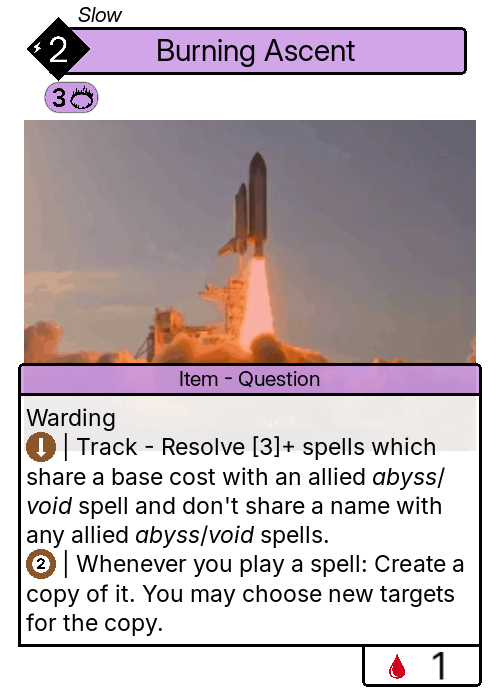 Slow
2
Burning Ascent
3
Item - Question
Warding
| Track - Resolve [3]+ spells which
share a base cost with an allied abyss/
void spell and don't share a name with
any allied abyss/void spells.
2 | Whenever you play a spell: Create a
copy of it. You may choose new targets
for the copy.
1